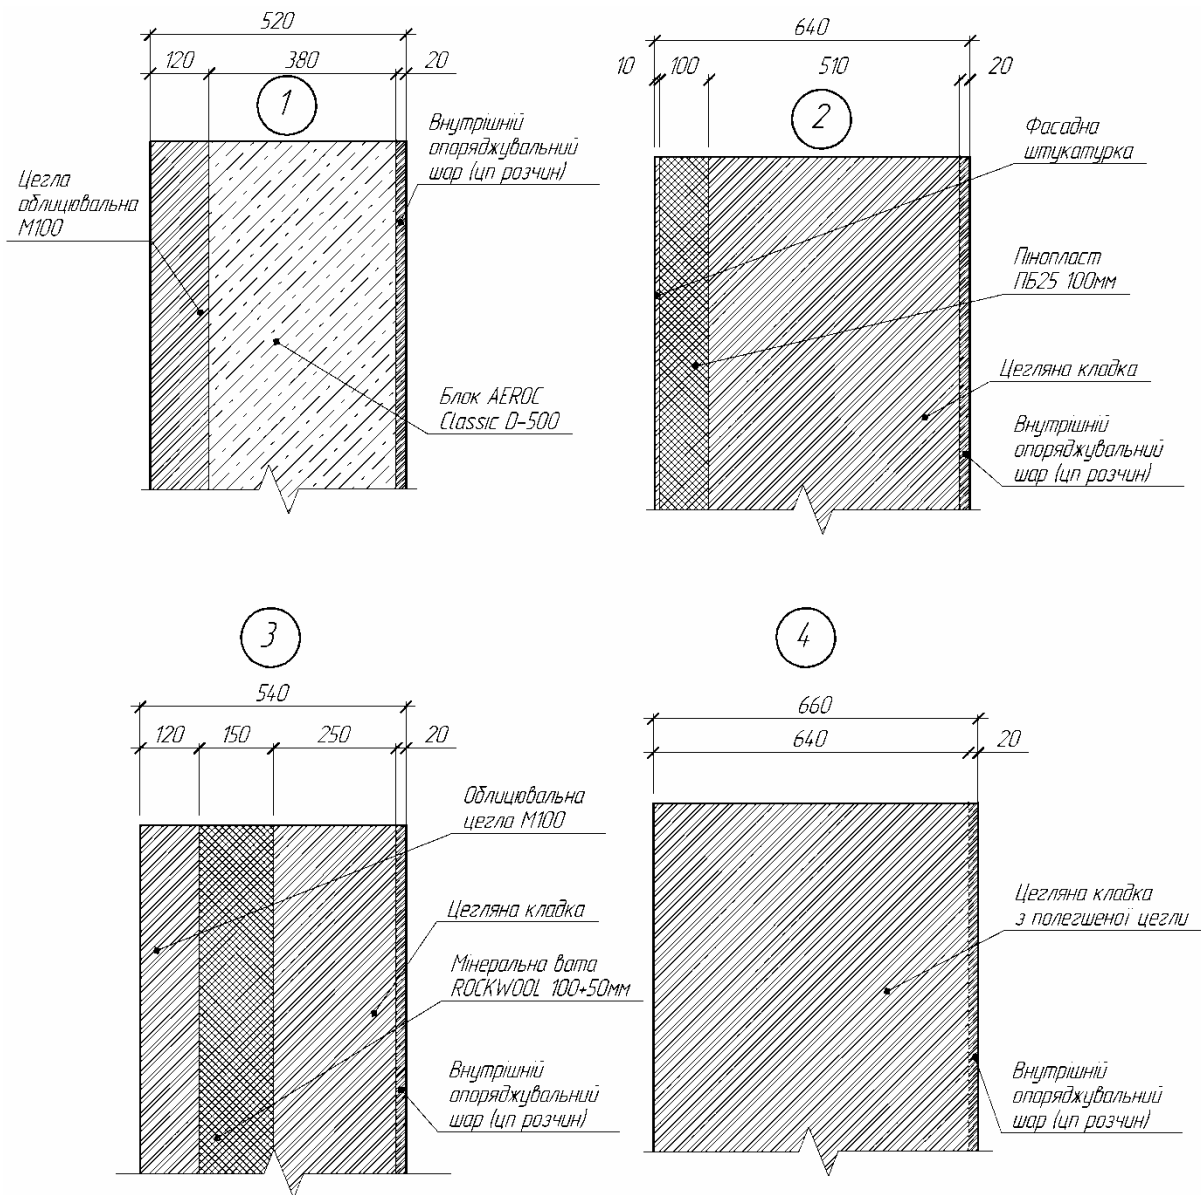 520
120 380 20
1
Внутрішній
опоряджувальний
шар (цп розчин)
Цегла
облицювальна
М100
Блок AEROC
Classic D-500
640
10 100 510 20
2
Фасадна
штукатурка
Пінопласт
ПБ25 100мм
Цегляна кладка
Внутрішній
опоряджувальний
шар (цп розчин)
3
540
120 150 250 20
Облицювальна
цегла М100
Цегляна кладка
Мінеральна вата
ROCKWOOL 100+50мм
Внутрішній
опоряджувальний
шар (цп розчин)
4
660
640 20
Цегляна кладка
з полегшеної цегли
Внутрішній
опоряджувальний
шар (цп розчин)